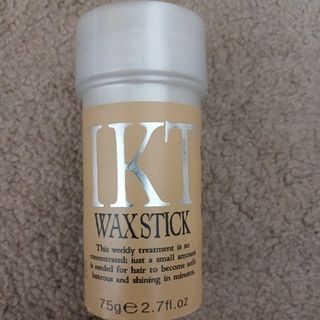 IKT
WAX STICK
This weekly treatment is so
concentrated; just a small amount
is needed for hair to become soft
lustrous and shining in minutes.
75g e 2.7fl.oz